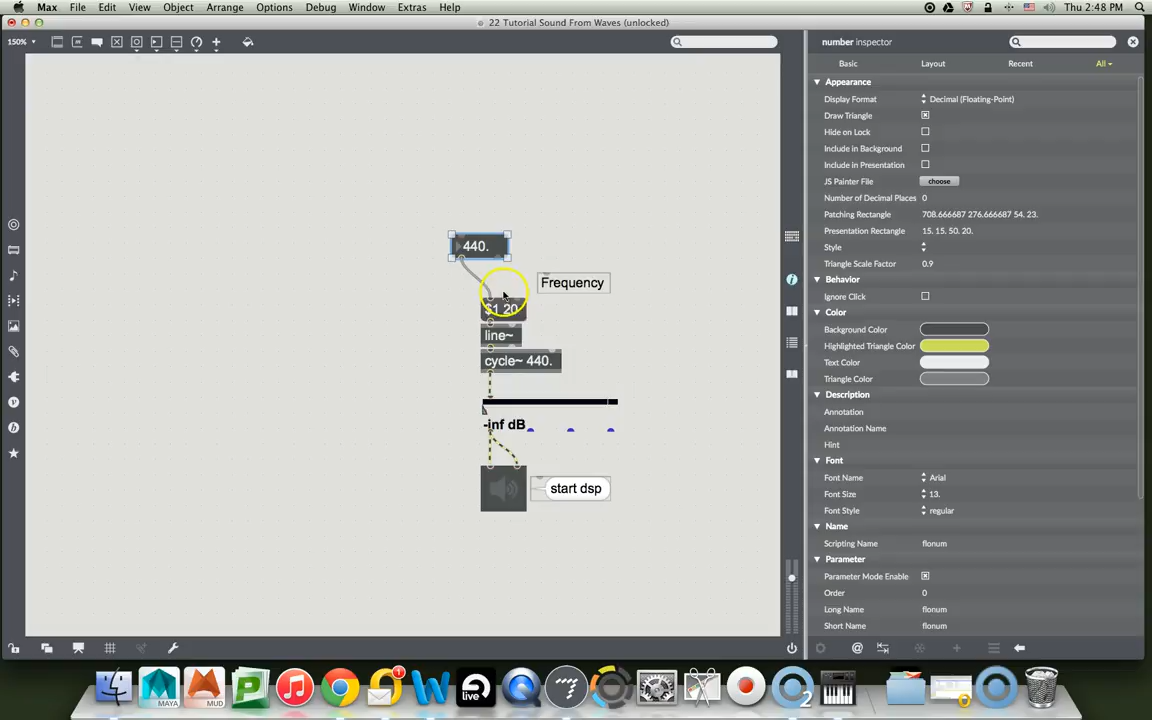 Max File Edit View Object Arrange Options Debug Window Extras Help
Thu 2:48 PM
22 Tutorial Sound From Waves (unlocked)
150%
number inspector
Basic Layout Recent All
Appearance
Display Format Decimal (Floating-Point)
Draw Triangle
Hide on Lock
Include in Background
Include in Presentation
JS Painter File choose
Number of Decimal Places 0
Patching Rectangle 708.666687 276.666687 54. 23.
Presentation Rectangle 15. 15. 50. 20.
Style
Triangle Scale Factor 0.9
Behavior
Ignore Click
Color
Background Color
Highlighted Triangle Color
Text Color
Triangle Color
Description
Annotation
Annotation Name
Hint
Font
Font Name Arial
Font Size 13.
Font Style regular
Name
Scripting Name flonum
Parameter
Parameter Mode Enable
Order 0
Long Name flonum
Short Name flonum
440.
Frequency
$1 20
line~
cycle~ 440.
-inf dB
start dsp
MAYA
MUD
1
W
live
2